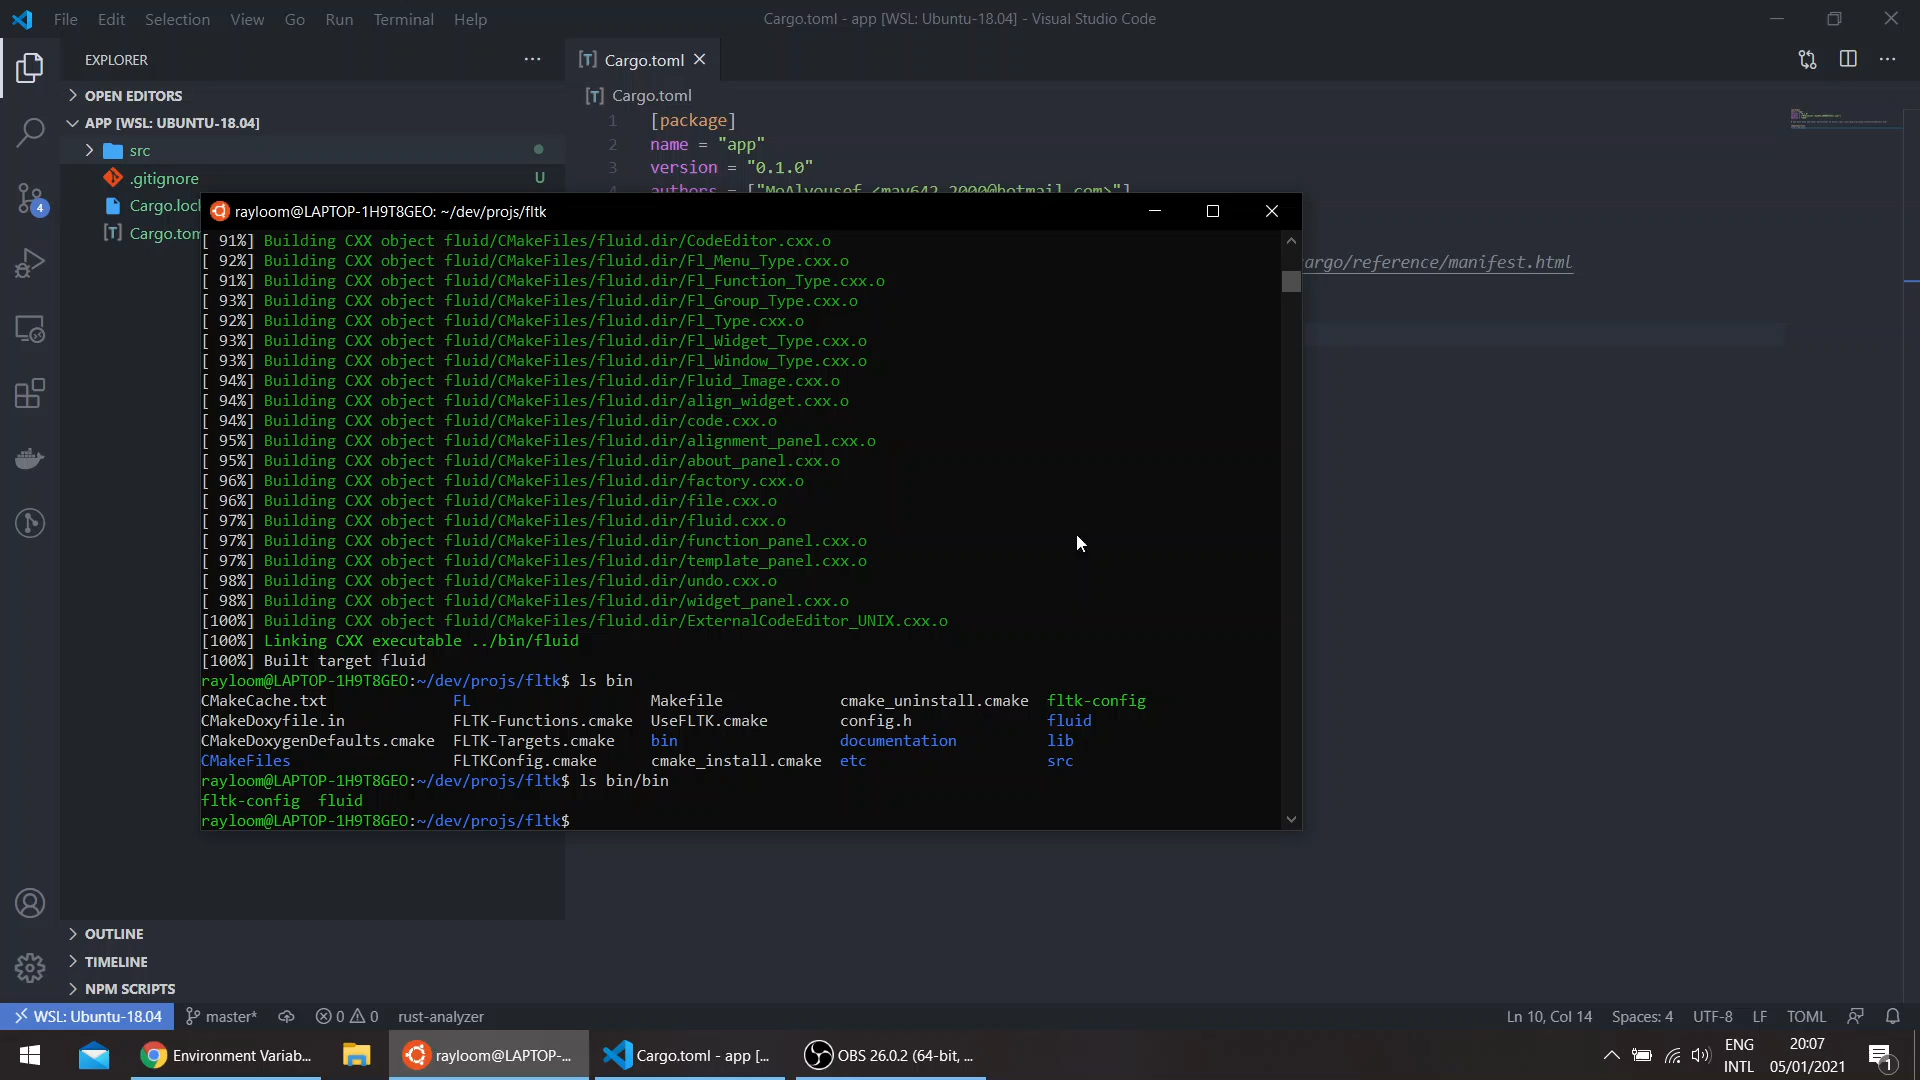 File Edit Selection View Go Run Terminal Help
Cargo.toml - app [WSL: Ubuntu-18.04] - Visual Studio Code
EXPLORER
OPEN EDITORS
APP [WSL: UBUNTU-18.04]
src
.gitignore U
Cargo.lock
Cargo.tom
4
Cargo.toml
Cargo.toml
1 [package]
2 name = "app"
3 version = "0.1.0"
4 authors = ["MoAlyousef <may642_2000@hotmail.com>"]
argo/reference/manifest.html
rayloom@LAPTOP-1H9T8GEO: ~/dev/projs/fltk
[ 91%] Building CXX object fluid/CMakeFiles/fluid.dir/CodeEditor.cxx.o
[ 92%] Building CXX object fluid/CMakeFiles/fluid.dir/Fl_Menu_Type.cxx.o
[ 91%] Building CXX object fluid/CMakeFiles/fluid.dir/Fl_Function_Type.cxx.o
[ 93%] Building CXX object fluid/CMakeFiles/fluid.dir/Fl_Group_Type.cxx.o
[ 92%] Building CXX object fluid/CMakeFiles/fluid.dir/Fl_Type.cxx.o
[ 93%] Building CXX object fluid/CMakeFiles/fluid.dir/Fl_Widget_Type.cxx.o
[ 93%] Building CXX object fluid/CMakeFiles/fluid.dir/Fl_Window_Type.cxx.o
[ 94%] Building CXX object fluid/CMakeFiles/fluid.dir/Fluid_Image.cxx.o
[ 94%] Building CXX object fluid/CMakeFiles/fluid.dir/align_widget.cxx.o
[ 94%] Building CXX object fluid/CMakeFiles/fluid.dir/code.cxx.o
[ 95%] Building CXX object fluid/CMakeFiles/fluid.dir/alignment_panel.cxx.o
[ 95%] Building CXX object fluid/CMakeFiles/fluid.dir/about_panel.cxx.o
[ 96%] Building CXX object fluid/CMakeFiles/fluid.dir/factory.cxx.o
[ 96%] Building CXX object fluid/CMakeFiles/fluid.dir/file.cxx.o
[ 97%] Building CXX object fluid/CMakeFiles/fluid.dir/fluid.cxx.o
[ 97%] Building CXX object fluid/CMakeFiles/fluid.dir/function_panel.cxx.o
[ 97%] Building CXX object fluid/CMakeFiles/fluid.dir/template_panel.cxx.o
[ 98%] Building CXX object fluid/CMakeFiles/fluid.dir/undo.cxx.o
[ 98%] Building CXX object fluid/CMakeFiles/fluid.dir/widget_panel.cxx.o
[100%] Building CXX object fluid/CMakeFiles/fluid.dir/ExternalCodeEditor_UNIX.cxx.o
[100%] Linking CXX executable ../bin/fluid
[100%] Built target fluid
rayloom@LAPTOP-1H9T8GEO:~/dev/projs/fltk$ ls bin
CMakeCache.txt FL Makefile cmake_uninstall.cmake fltk-config
CMakeDoxyfile.in FLTK-Functions.cmake UseFLTK.cmake config.h fluid
CMakeDoxygenDefaults.cmake FLTK-Targets.cmake bin documentation lib
CMakeFiles FLTKConfig.cmake cmake_install.cmake etc src
rayloom@LAPTOP-1H9T8GEO:~/dev/projs/fltk$ ls bin/bin
fltk-config fluid
rayloom@LAPTOP-1H9T8GEO:~/dev/projs/fltk$
OUTLINE
TIMELINE
NPM SCRIPTS
WSL: Ubuntu-18.04 master* 0 0 rust-analyzer Ln 10, Col 14 Spaces: 4 UTF-8 LF TOML
Environment Variab... rayloom@LAPTOP-... Cargo.toml - app [... OBS 26.0.2 (64-bit, ...
ENG
INTL
20:07
05/01/2021
1